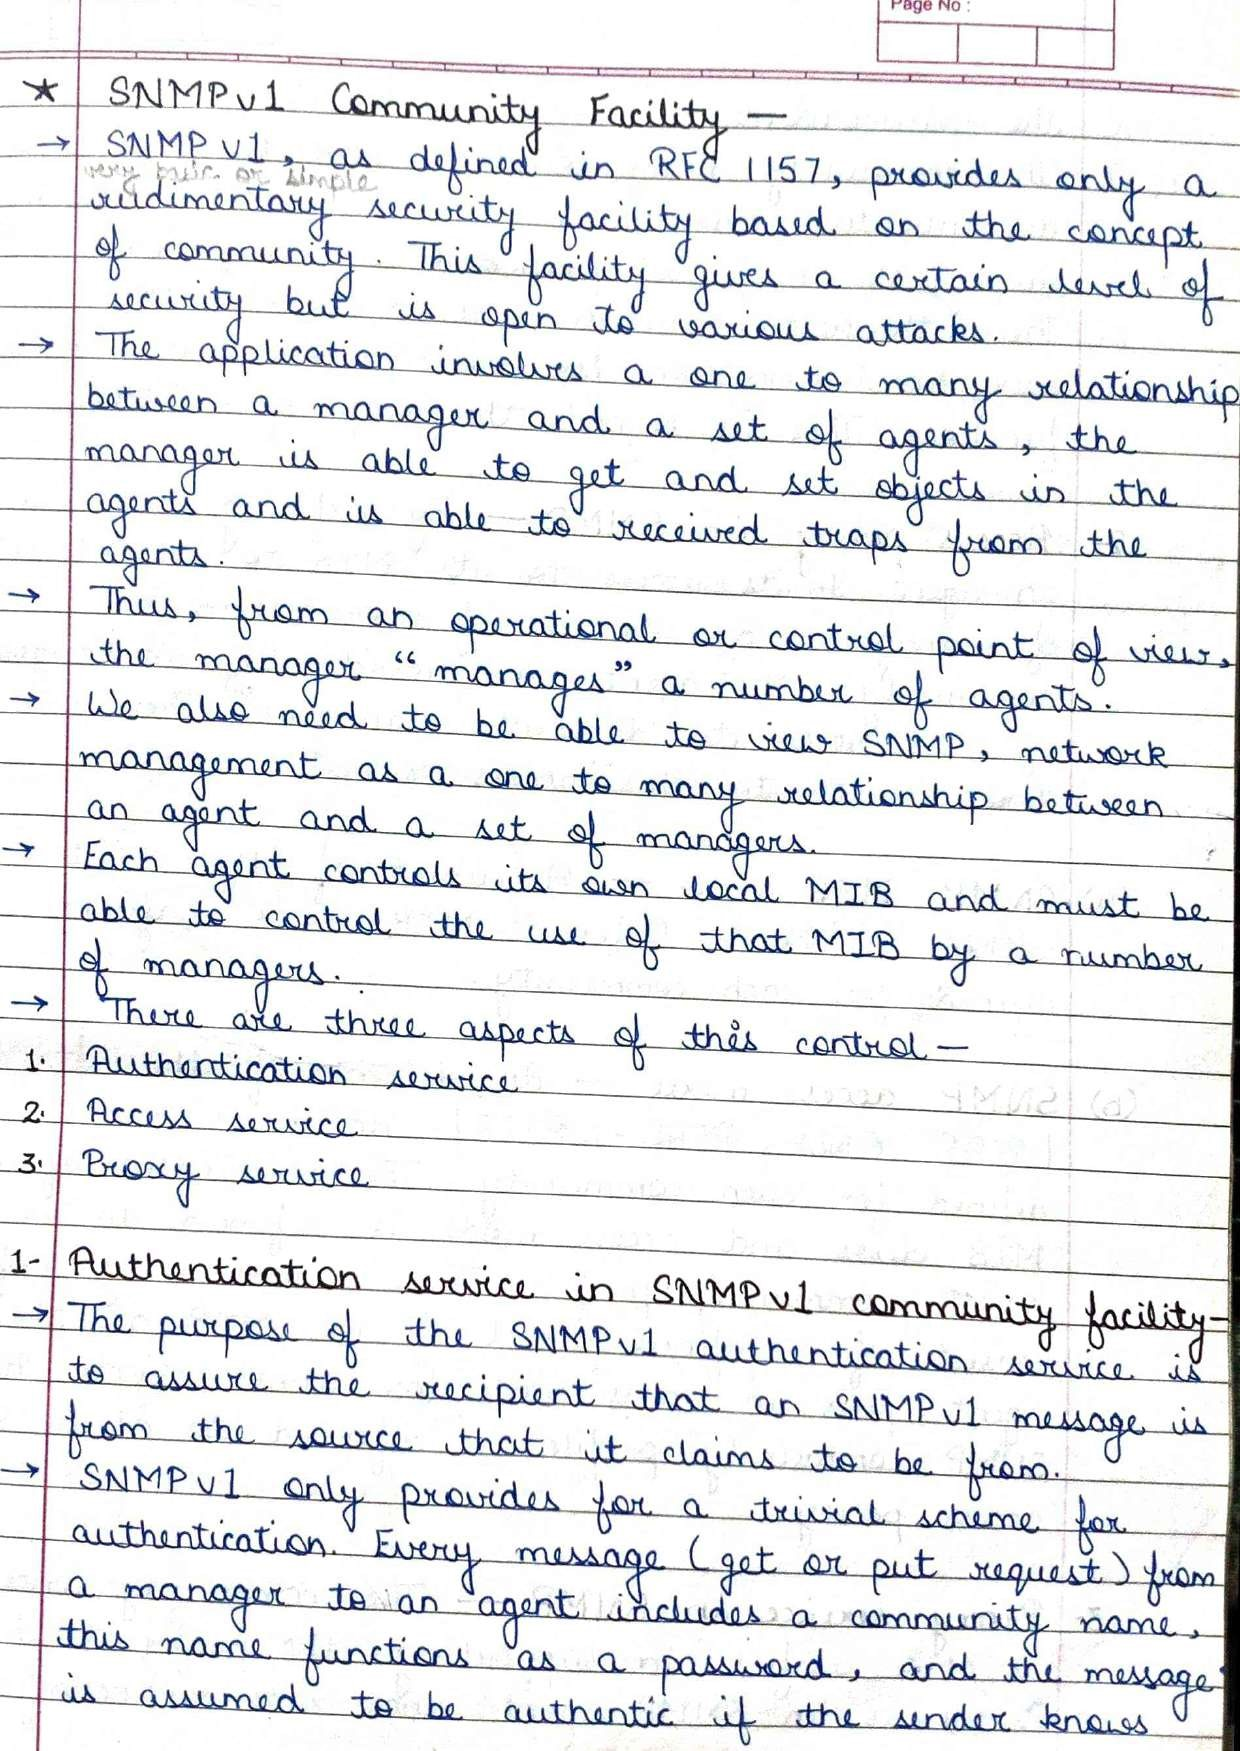 Page No :
* SNMPv1 Community Facility —
→ SNMPv1, as defined in RFC 1157, provides only a
very basic or simple
rudimentary security facility based on the concept
of community. This facility gives a certain level of
security but is open to various attacks.
→ The application involves a one to many relationship
between a manager and a set of agents, the
manager is able to get and set objects in the
agents and is able to received traps from the
agents.
→ Thus, from an operational or control point of view,
the manager “manages” a number of agents.
→ We also need to be able to view SNMP, network
management as a one to many relationship between
an agent and a set of managers.
→ Each agent controls its own local MIB and must be
able to control the use of that MIB by a number
of managers.
→ There are three aspects of this control —
1. Authentication service
2. Access service
3. Proxy service
1- Authentication service in SNMPv1 community facility-
→ The purpose of the SNMPv1 authentication service is
to assure the recipient that an SNMPv1 message is
from the source that it claims to be from.
→ SNMPv1 only provides for a trivial scheme for
authentication. Every message (get or put request) from
a manager to an agent includes a community name,
this name functions as a password, and the message
is assumed to be authentic if the sender knows